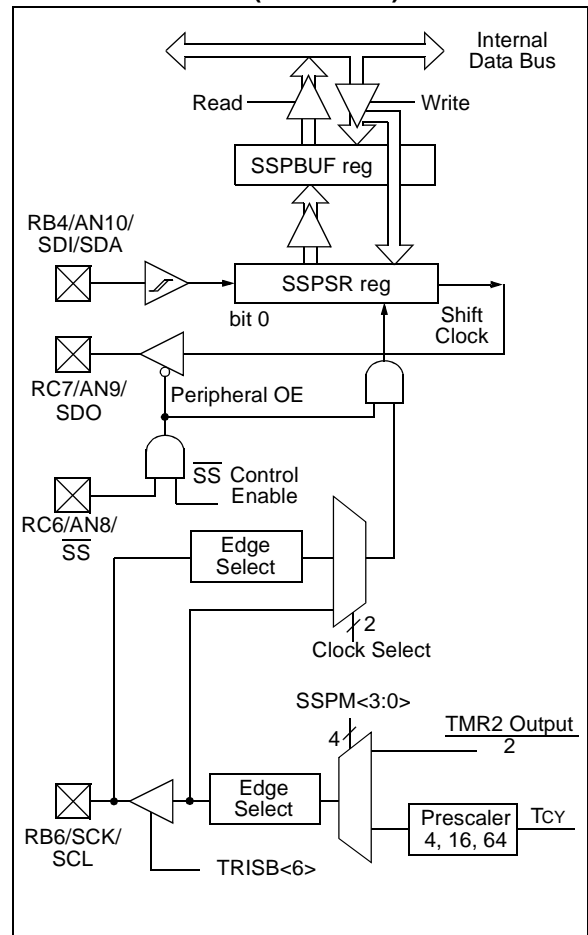 Internal
Data Bus
Read
Write
SSPBUF reg
RB4/AN10/
SDI/SDA
SSPSR reg
bit 0
Shift
Clock
RC7/AN9/
SDO
Peripheral OE
SS Control
Enable
RC6/AN8/
SS
Edge
Select
2
Clock Select
SSPM<3:0>
4
TMR2 Output
2
Edge
Select
Prescaler
4, 16, 64
TCY
RB6/SCK/
SCL
TRISB<6>